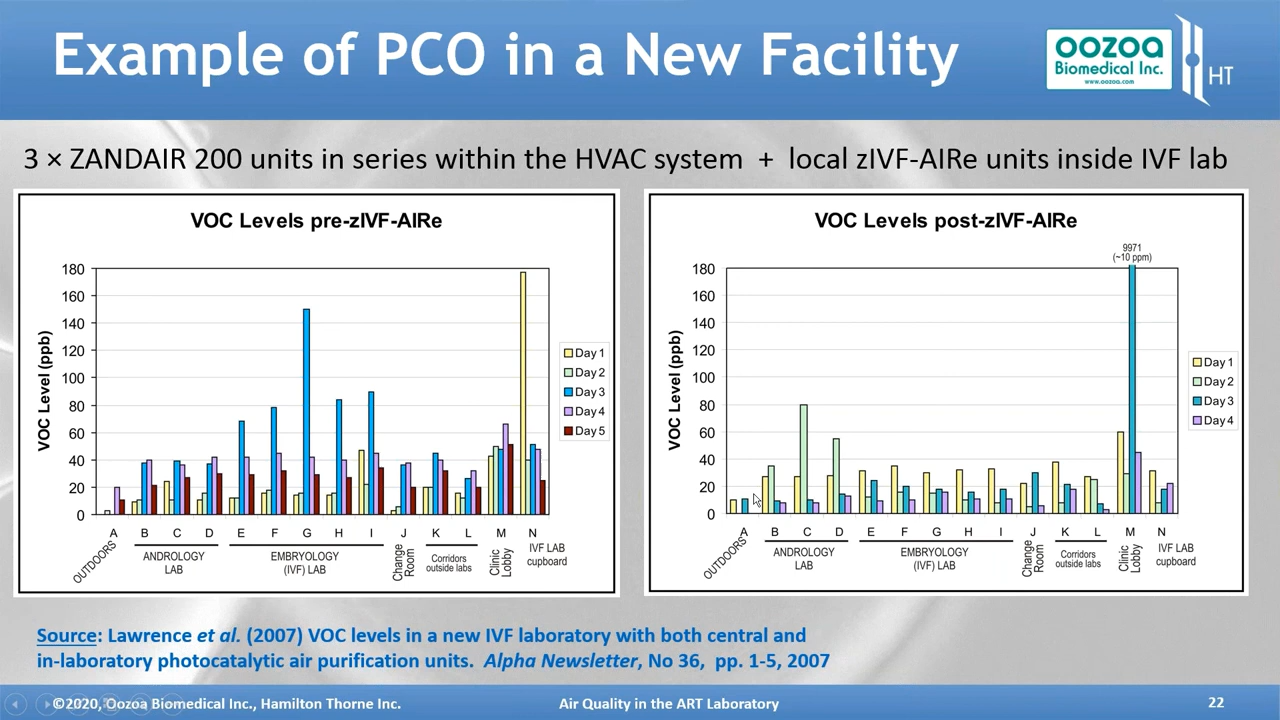 Example of PCO in a New Facility
oozoa
Biomedical Inc.
www.oozoa.com
HT
3 × ZANDAIR 200 units in series within the HVAC system + local zIVF-AIRe units inside IVF lab
VOC Levels pre-zIVF-AIRe
VOC Level (ppb)
180
160
140
120
100
80
60
40
20
0
A B C D E F G H I J K L M N
OUTDOORS
ANDROLOGY
LAB
EMBRYOLOGY
(IVF) LAB
Change
Room
Corridors
outside labs
Clinic
Lobby
IVF LAB
cupboard
Day 1
Day 2
Day 3
Day 4
Day 5
VOC Levels post-zIVF-AIRe
9971
(~10 ppm)
VOC Level (ppb)
180
160
140
120
100
80
60
40
20
0
A B C D E F G H I J K L M N
OUTDOORS
ANDROLOGY
LAB
EMBRYOLOGY
(IVF) LAB
Change
Room
Corridors
outside labs
Clinic
Lobby
IVF LAB
cupboard
Day 1
Day 2
Day 3
Day 4
Source: Lawrence et al. (2007) VOC levels in a new IVF laboratory with both central and
in-laboratory photocatalytic air purification units. Alpha Newsletter, No 36, pp. 1-5, 2007
©2020, Oozoa Biomedical Inc., Hamilton Thorne Inc.
Air Quality in the ART Laboratory
22